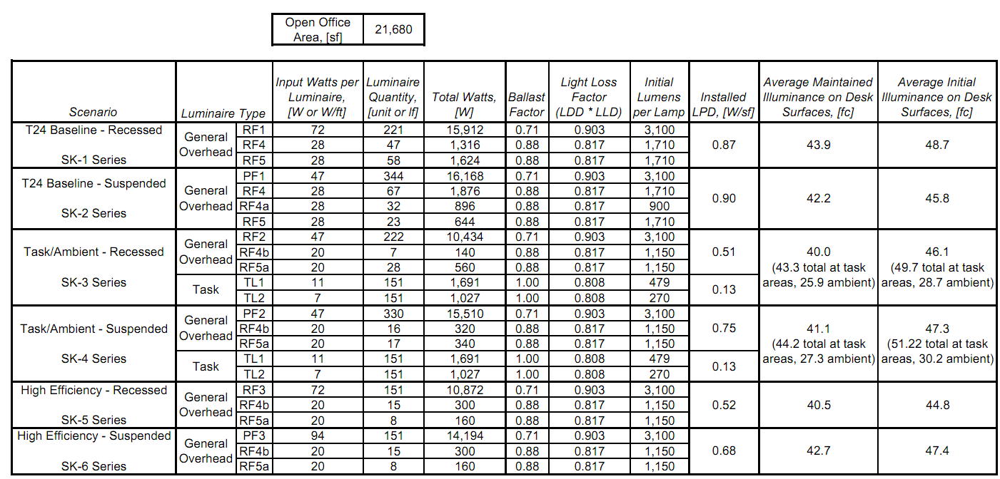 Open Office
Area, [sf]
21,680
Scenario
Luminaire Type
Input Watts per
Luminaire,
[W or W/ft]
Luminaire
Quantity,
[unit or lf]
Total Watts,
[W]
Ballast
Factor
Light Loss
Factor
(LDD * LLD)
Initial
Lumens
per Lamp
Installed
LPD, [W/sf]
Average Maintained
Illuminance on Desk
Surfaces, [fc]
Average Initial
Illuminance on Desk
Surfaces, [fc]
T24 Baseline - Recessed
SK-1 Series
General
Overhead
RF1 72 221 15,912 0.71 0.903 3,100
RF4 28 47 1,316 0.88 0.817 1,710
RF5 28 58 1,624 0.88 0.817 1,710
0.87
43.9
48.7
T24 Baseline - Suspended
SK-2 Series
General
Overhead
PF1 47 344 16,168 0.71 0.903 3,100
RF4 28 67 1,876 0.88 0.817 1,710
RF4a 28 32 896 0.88 0.817 900
RF5 28 23 644 0.88 0.817 1,710
0.90
42.2
45.8
Task/Ambient - Recessed
SK-3 Series
General
Overhead
RF2 47 222 10,434 0.71 0.903 3,100
RF4b 20 7 140 0.88 0.817 1,150
RF5a 20 28 560 0.88 0.817 1,150
0.51
Task
TL1 11 151 1,691 1.00 0.808 479
TL2 7 151 1,027 1.00 0.808 270
0.13
40.0
(43.3 total at task
areas, 25.9 ambient)
46.1
(49.7 total at task
areas, 28.7 ambient)
Task/Ambient - Suspended
SK-4 Series
General
Overhead
PF2 47 330 15,510 0.71 0.903 3,100
RF4b 20 16 320 0.88 0.817 1,150
RF5a 20 17 340 0.88 0.817 1,150
0.75
Task
TL1 11 151 1,691 1.00 0.808 479
TL2 7 151 1,027 1.00 0.808 270
0.13
41.1
(44.2 total at task
areas, 27.3 ambient)
47.3
(51.22 total at task
areas, 30.2 ambient)
High Efficiency - Recessed
SK-5 Series
General
Overhead
RF3 72 151 10,872 0.71 0.903 3,100
RF4b 20 15 300 0.88 0.817 1,150
RF5a 20 8 160 0.88 0.817 1,150
0.52
40.5
44.8
High Efficiency - Suspended
SK-6 Series
General
Overhead
PF3 94 151 14,194 0.71 0.903 3,100
RF4b 20 15 300 0.88 0.817 1,150
RF5a 20 8 160 0.88 0.817 1,150
0.68
42.7
47.4